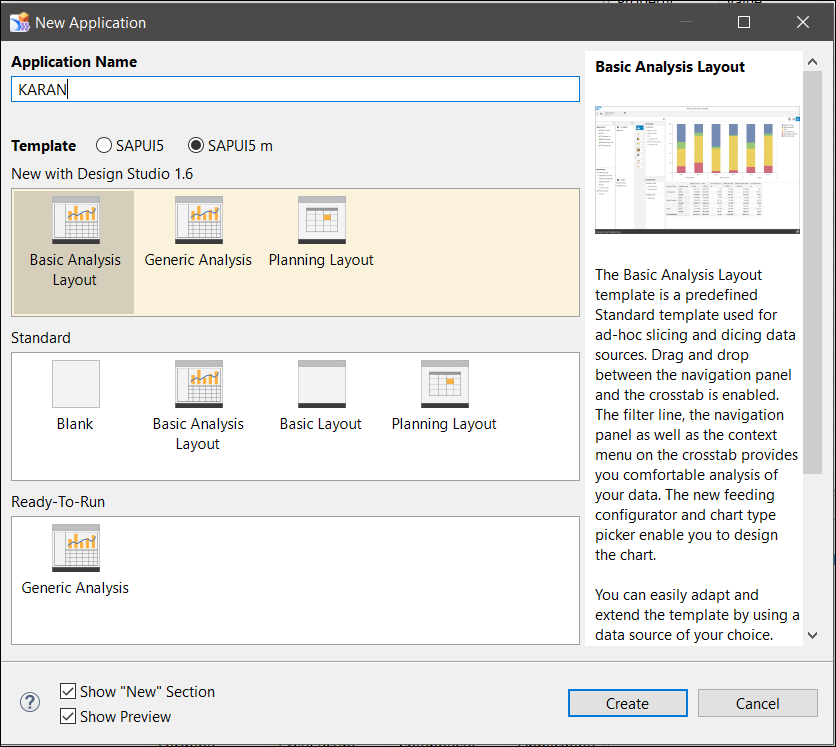 New Application
Application Name
KARAN
Template SAPUI5 SAPUI5 m
New with Design Studio 1.6
Basic Analysis
Layout
Generic Analysis
Planning Layout
Standard
Blank
Basic Analysis
Layout
Basic Layout
Planning Layout
Ready-To-Run
Generic Analysis
Show "New" Section
Show Preview
Basic Analysis Layout
The Basic Analysis Layout
template is a predefined
Standard template used for
ad-hoc slicing and dicing data
sources. Drag and drop
between the navigation panel
and the crosstab is enabled.
The filter line, the navigation
panel as well as the context
menu on the crosstab provides
you comfortable analysis of
your data. The new feeding
configurator and chart type
picker enable you to design
the chart.
You can easily adapt and
extend the template by using a
data source of your choice.
Create
Cancel